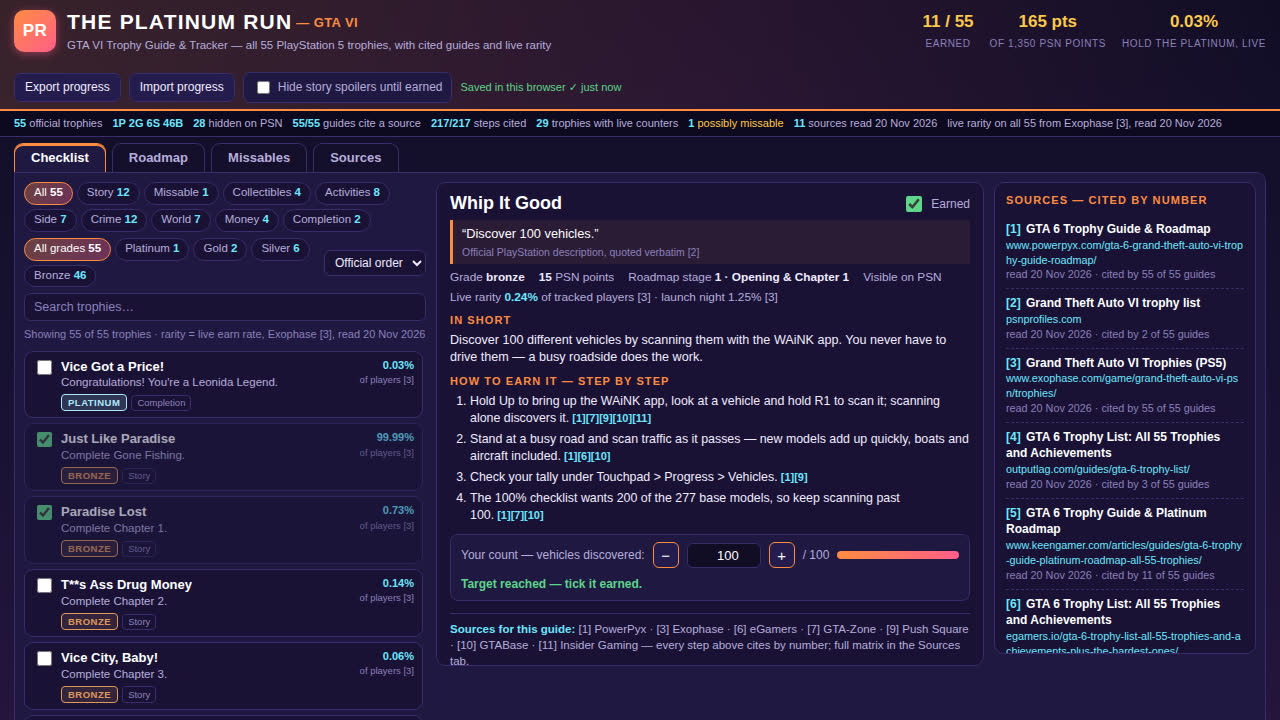 PR
THE PLATINUM RUN — GTA VI
GTA VI Trophy Guide & Tracker — all 55 PlayStation 5 trophies, with cited guides and live rarity
11 / 55
EARNED
165 pts
OF 1,350 PSN POINTS
0.03%
HOLD THE PLATINUM, LIVE
Export progress
Import progress
Hide story spoilers until earned
Saved in this browser ✓ just now
55 official trophies 1P 2G 6S 46B 28 hidden on PSN 55/55 guides cite a source 217/217 steps cited 29 trophies with live counters 1 possibly missable 11 sources read 20 Nov 2026 live rarity on all 55 from Exophase [3], read 20 Nov 2026
Checklist
Roadmap
Missables
Sources
All 55 Story 12 Missable 1 Collectibles 4 Activities 8
Side 7 Crime 12 World 7 Money 4 Completion 2
All grades 55 Platinum 1 Gold 2 Silver 6
Bronze 46
Official order
Search trophies…
Showing 55 of 55 trophies · rarity = live earn rate, Exophase [3], read 20 Nov 2026
Vice Got a Price!
Congratulations! You're a Leonida Legend.
PLATINUM Completion
0.03%
of players [3]
Just Like Paradise
Complete Gone Fishing.
BRONZE Story
99.99%
of players [3]
Paradise Lost
Complete Chapter 1.
BRONZE Story
0.73%
of players [3]
T**s Ass Drug Money
Complete Chapter 2.
BRONZE Story
0.14%
of players [3]
Vice City, Baby!
Complete Chapter 3.
BRONZE Story
0.06%
of players [3]
Whip It Good
Earned
“Discover 100 vehicles.”
Official PlayStation description, quoted verbatim [2]
Grade bronze 15 PSN points Roadmap stage 1 · Opening & Chapter 1 Visible on PSN
Live rarity 0.24% of tracked players [3] · launch night 1.25% [3]
IN SHORT
Discover 100 different vehicles by scanning them with the WAiNK app. You never have to
drive them — a busy roadside does the work.
HOW TO EARN IT — STEP BY STEP
1. Hold Up to bring up the WAiNK app, look at a vehicle and hold R1 to scan it; scanning
alone discovers it. [1][7][9][10][11]
2. Stand at a busy road and scan traffic as it passes — new models add up quickly, boats and
aircraft included. [1][6][10]
3. Check your tally under Touchpad > Progress > Vehicles. [1][9]
4. The 100% checklist wants 200 of the 277 base models, so keep scanning past
100. [1][7][10]
Your count — vehicles discovered: − 100 + / 100
Target reached — tick it earned.
Sources for this guide: [1] PowerPyx · [3] Exophase · [6] eGamers · [7] GTA-Zone · [9] Push Square
· [10] GTABase · [11] Insider Gaming — every step above cites by number; full matrix in the Sources
tab.
SOURCES — CITED BY NUMBER
[1] GTA 6 Trophy Guide & Roadmap
www.powerpyx.com/gta-6-grand-theft-auto-vi-trop
hy-guide-roadmap/
read 20 Nov 2026 · cited by 55 of 55 guides
[2] Grand Theft Auto VI trophy list
psnprofiles.com
read 20 Nov 2026 · cited by 2 of 55 guides
[3] Grand Theft Auto VI Trophies (PS5)
www.exophase.com/game/grand-theft-auto-vi-ps
n/trophies/
read 20 Nov 2026 · cited by 55 of 55 guides
[4] GTA 6 Trophy List: All 55 Trophies
and Achievements
outputlag.com/guides/gta-6-trophy-list/
read 20 Nov 2026 · cited by 3 of 55 guides
[5] GTA 6 Trophy Guide & Platinum
Roadmap
www.keengamer.com/articles/guides/gta-6-trophy
-guide-platinum-roadmap-all-55-trophies/
read 20 Nov 2026 · cited by 11 of 55 guides
[6] GTA 6 Trophy List: All 55 Trophies
and Achievements
egamers.io/gta-6-trophy-list-all-55-trophies-and-a
chievements-plus-the-hardest-ones/